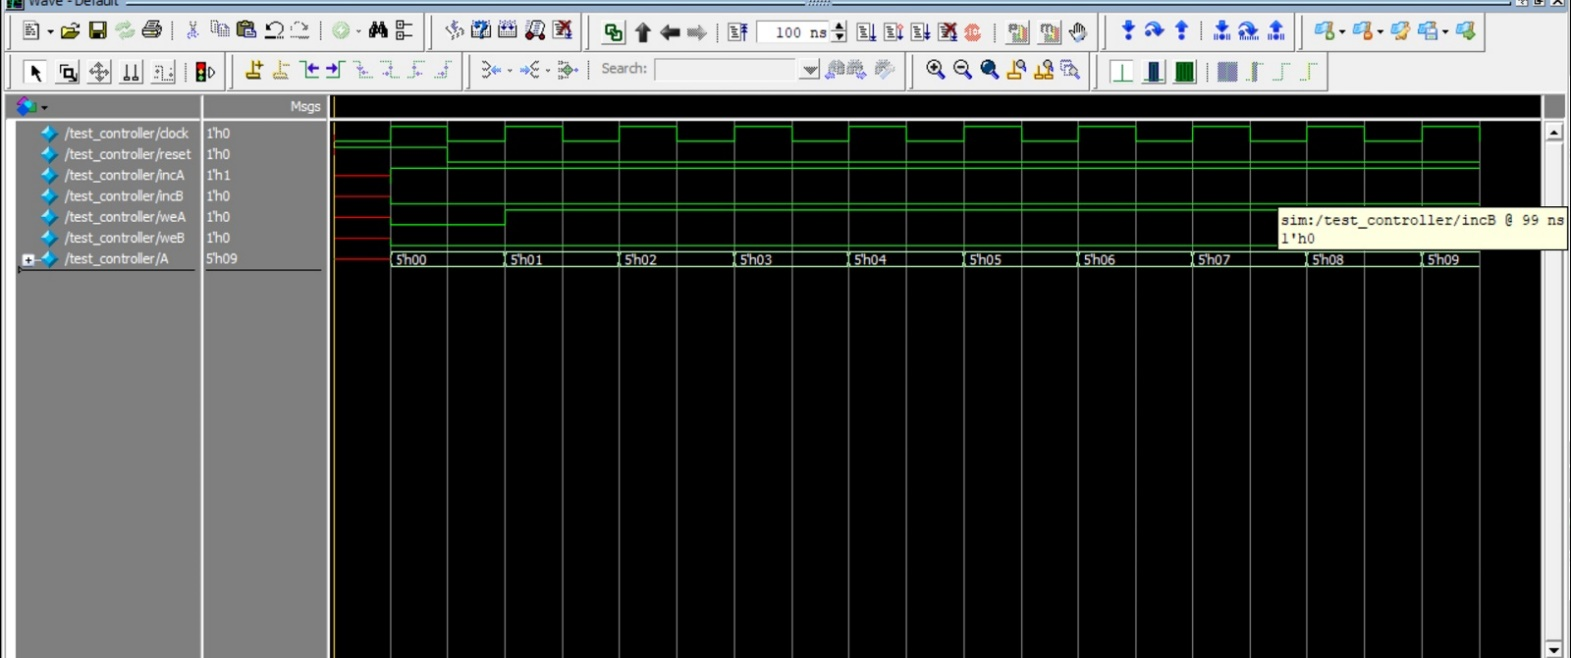 Wave - Default
100 ns
Search:
Msgs
/test_controller/clock 1'h0
/test_controller/reset 1'h0
/test_controller/incA 1'h1
/test_controller/incB 1'h0
/test_controller/weA 1'h0
/test_controller/weB 1'h0
/test_controller/A 5'h09 5'h00 5'h01 5'h02 5'h03 5'h04 5'h05 5'h06 5'h07 5'h08 5'h09
sim:/test_controller/incB @ 99 ns
1'h0